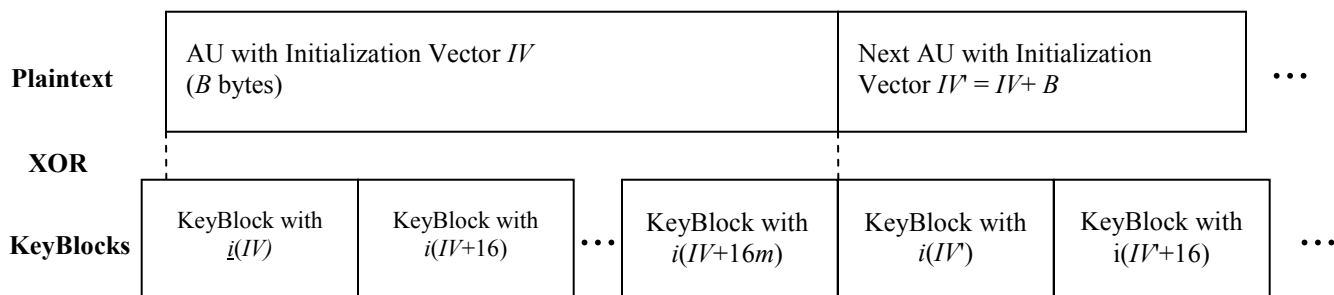 AU with Initialization Vector IV
(B bytes)
Next AU with Initialization
Vector IV' = IV+ B
Plaintext
...
XOR
KeyBlocks
KeyBlock with
i(IV)
KeyBlock with
i(IV+16)
...
KeyBlock with
i(IV+16m)
KeyBlock with
i(IV')
KeyBlock with
i(IV'+16)
...